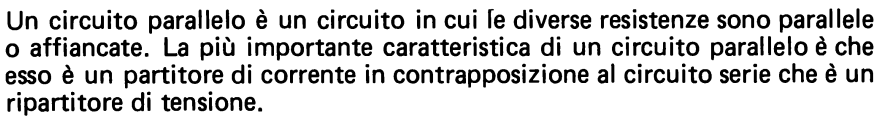 Un circuito parallelo è un circuito in cui le diverse resistenze sono parallele
o affiancate. La più importante caratteristica di un circuito parallelo è che
esso è un partitore di corrente in contrapposizione al circuito serie che è un
ripartitore di tensione.